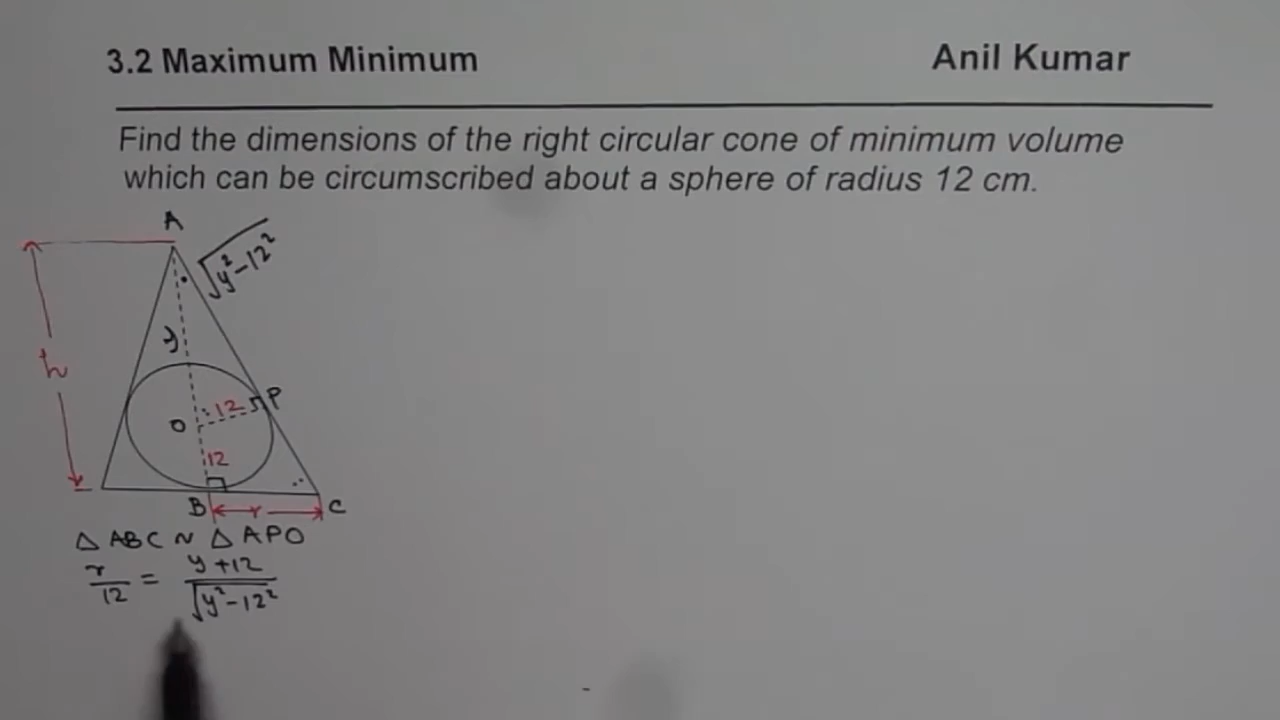 3.2 Maximum Minimum Anil Kumar
Find the dimensions of the right circular cone of minimum volume
which can be circumscribed about a sphere of radius 12 cm.
A
√y²-12²
y
h
12
P
O
12
B
r
C
△ ABC ~ △ APO
r/12 = y+12/√y²-12²